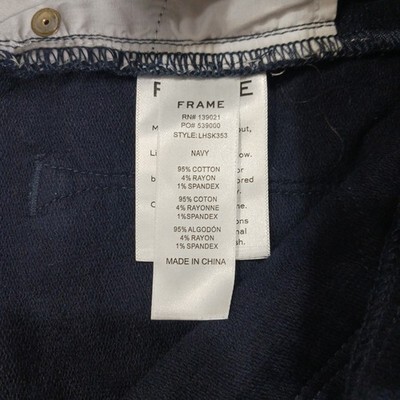 FRAME
RN# 139021
PO# 539000
STYLE: LHSK353
NAVY
95% COTTON
4% RAYON
1% SPANDEX
95% COTON
4% RAYONNE
1% SPANDEX
95% ALGODÓN
4% RAYON
1% SPANDEX
MADE IN CHINA